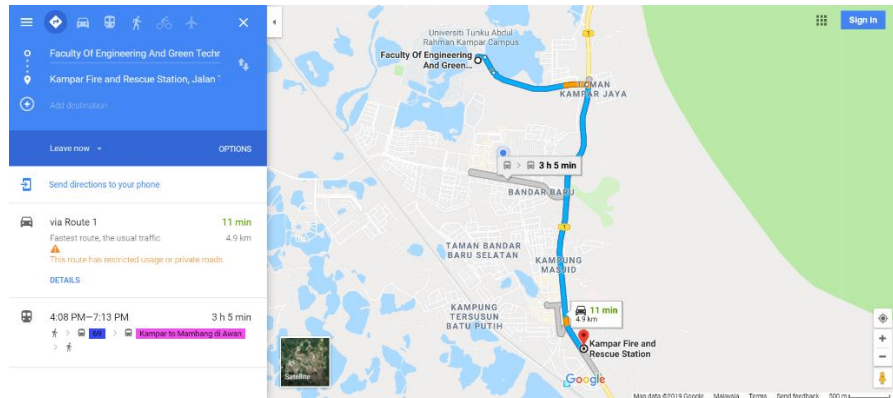 Faculty Of Engineering And Green Techr
Kampar Fire and Rescue Station, Jalan
Add destination
Leave now
OPTIONS
Send directions to your phone
via Route 1
11 min
Fastest route, the usual traffic
4.9 km
This route has restricted usage or private roads.
DETAILS
4:08 PM—7:13 PM
3 h 5 min
69
Kampar to Mambang di Awan
Satellite
Universiti Tunku Abdul
Rahman Kampar Campus
Faculty Of Engineering
And Green...
1
TAMAN
KAMPAR JAYA
3 h 5 min
BANDAR BARU
1
TAMAN BANDAR
BARU SELATAN
KAMPUNG
MASJID
KAMPUNG
TERSUSUN
BATU PUTIH
11 min
4.9 km
Kampar Fire and
Rescue Station
Google
Sign in
Map data ©2019 Google
Malaysia
Terms
Send feedback
500 m